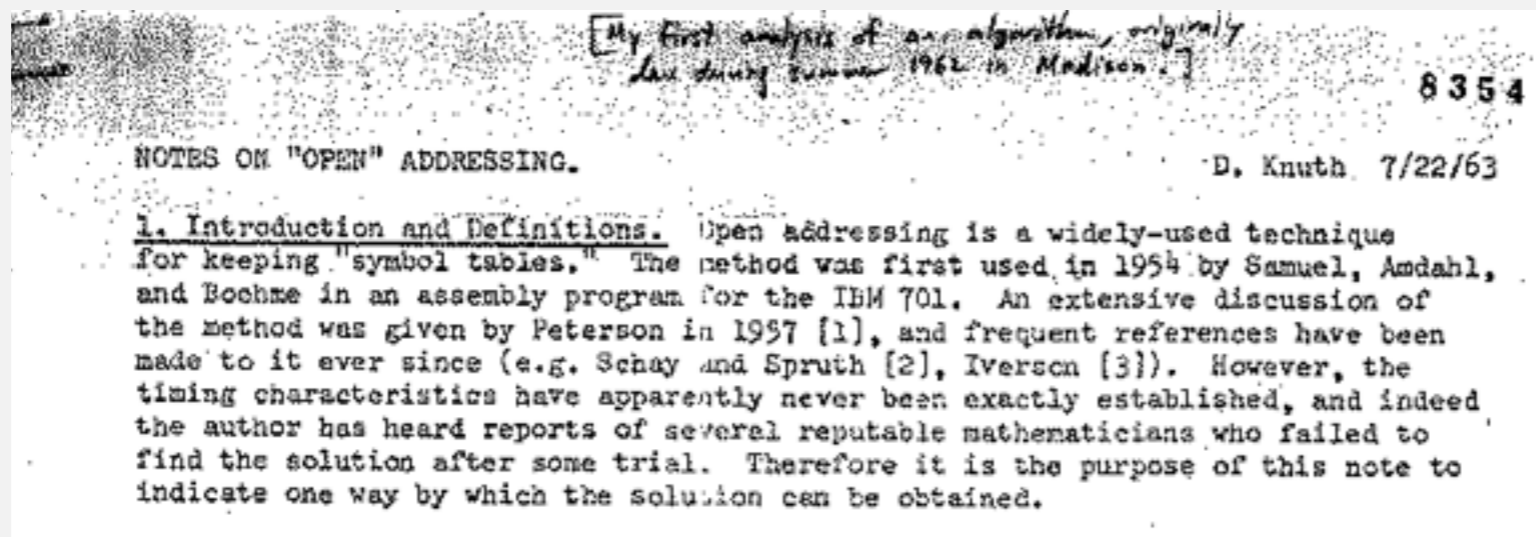 [My first analysis of an algorithm, originally
done during summer 1962 in Madison.]
8354
NOTES ON "OPEN" ADDRESSING.
D. Knuth 7/22/63
1. Introduction and Definitions. Open addressing is a widely-used technique
for keeping "symbol tables." The method was first used in 1954 by Samuel, Amdahl,
and Boehme in an assembly program for the IBM 701. An extensive discussion of
the method was given by Peterson in 1957 [1], and frequent references have been
made to it ever since (e.g. Schay and Spruth [2], Iverson [3]). However, the
timing characteristics have apparently never been exactly established, and indeed
the author has heard reports of several reputable mathematicians who failed to
find the solution after some trial. Therefore it is the purpose of this note to
indicate one way by which the solution can be obtained.